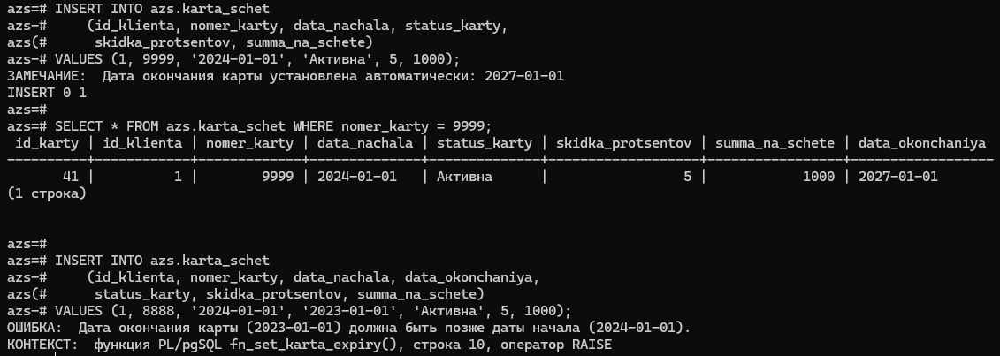 azs=# INSERT INTO azs.karta_schet
azs-#     (id_klienta, nomer_karty, data_nachala, status_karty,
azs(#      skidka_protsentov, summa_na_schete)
azs-# VALUES (1, 9999, '2024-01-01', 'Активна', 5, 1000);
ЗАМЕЧАНИЕ:  Дата окончания карты установлена автоматически: 2027-01-01
INSERT 0 1
azs=#
azs=# SELECT * FROM azs.karta_schet WHERE nomer_karty = 9999;
 id_karty | id_klienta | nomer_karty | data_nachala | status_karty | skidka_protsentov | summa_na_schete | data_okonchaniya
----------+------------+-------------+--------------+--------------+-------------------+-----------------+------------------
       41 |          1 |        9999 | 2024-01-01   | Активна      |                 5 |            1000 | 2027-01-01
(1 строка)
azs=#
azs=# INSERT INTO azs.karta_schet
azs-#     (id_klienta, nomer_karty, data_nachala, data_okonchaniya,
azs(#      status_karty, skidka_protsentov, summa_na_schete)
azs-# VALUES (1, 8888, '2024-01-01', '2023-01-01', 'Активна', 5, 1000);
ОШИБКА:  Дата окончания карты (2023-01-01) должна быть позже даты начала (2024-01-01).
КОНТЕКСТ:  функция PL/pgSQL fn_set_karta_expiry(), строка 10, оператор RAISE